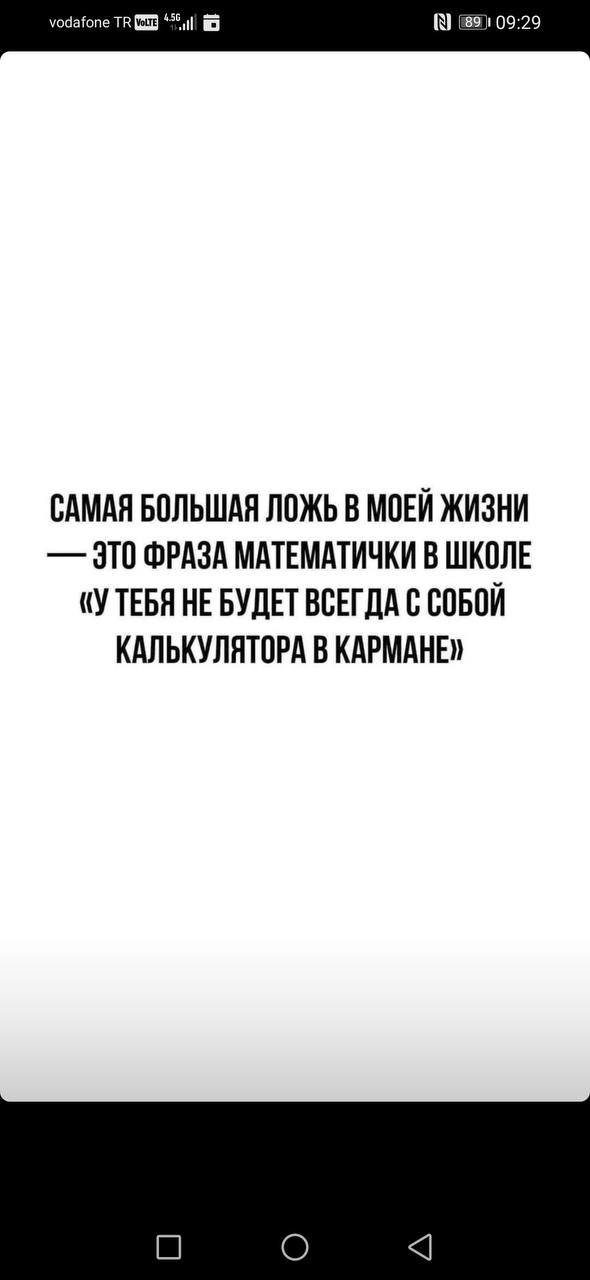 vodafone TR VoLTE 4.5G 89 09:29
САМАЯ БОЛЬШАЯ ЛОЖЬ В МОЕЙ ЖИЗНИ
— ЭТО ФРАЗА МАТЕМАТИЧКИ В ШКОЛЕ
«У ТЕБЯ НЕ БУДЕТ ВСЕГДА С СОБОЙ
КАЛЬКУЛЯТОРА В КАРМАНЕ»